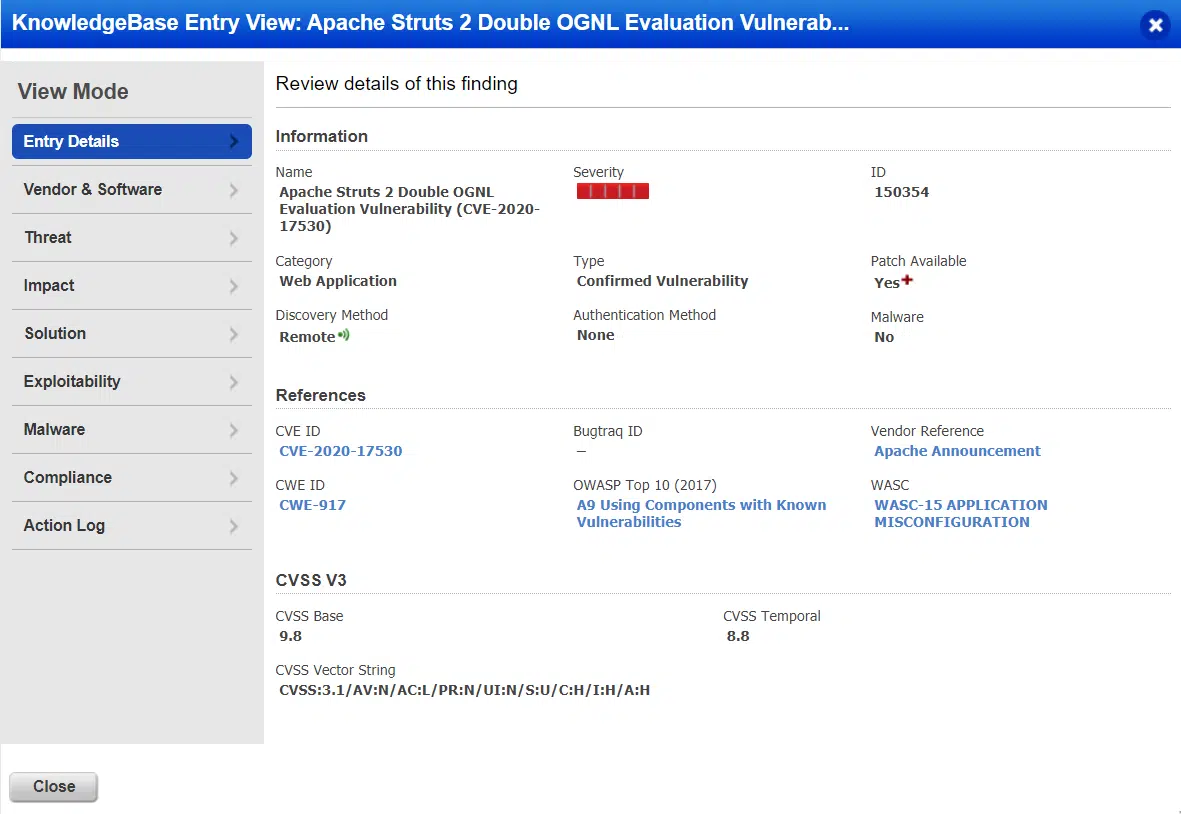 KnowledgeBase Entry View: Apache Struts 2 Double OGNL Evaluation Vulnerab...
View Mode
Entry Details
Vendor & Software
Threat
Impact
Solution
Exploitability
Malware
Compliance
Action Log
Review details of this finding
Information
Name
Apache Struts 2 Double OGNL
Evaluation Vulnerability (CVE-2020-
17530)
Severity
ID
150354
Category
Web Application
Type
Confirmed Vulnerability
Patch Available
Yes
Discovery Method
Remote
Authentication Method
None
Malware
No
References
CVE ID
CVE-2020-17530
Bugtraq ID
–
Vendor Reference
Apache Announcement
CWE ID
CWE-917
OWASP Top 10 (2017)
A9 Using Components with Known
Vulnerabilities
WASC
WASC-15 APPLICATION
MISCONFIGURATION
CVSS V3
CVSS Base
9.8
CVSS Temporal
8.8
CVSS Vector String
CVSS:3.1/AV:N/AC:L/PR:N/UI:N/S:U/C:H/I:H/A:H
Close